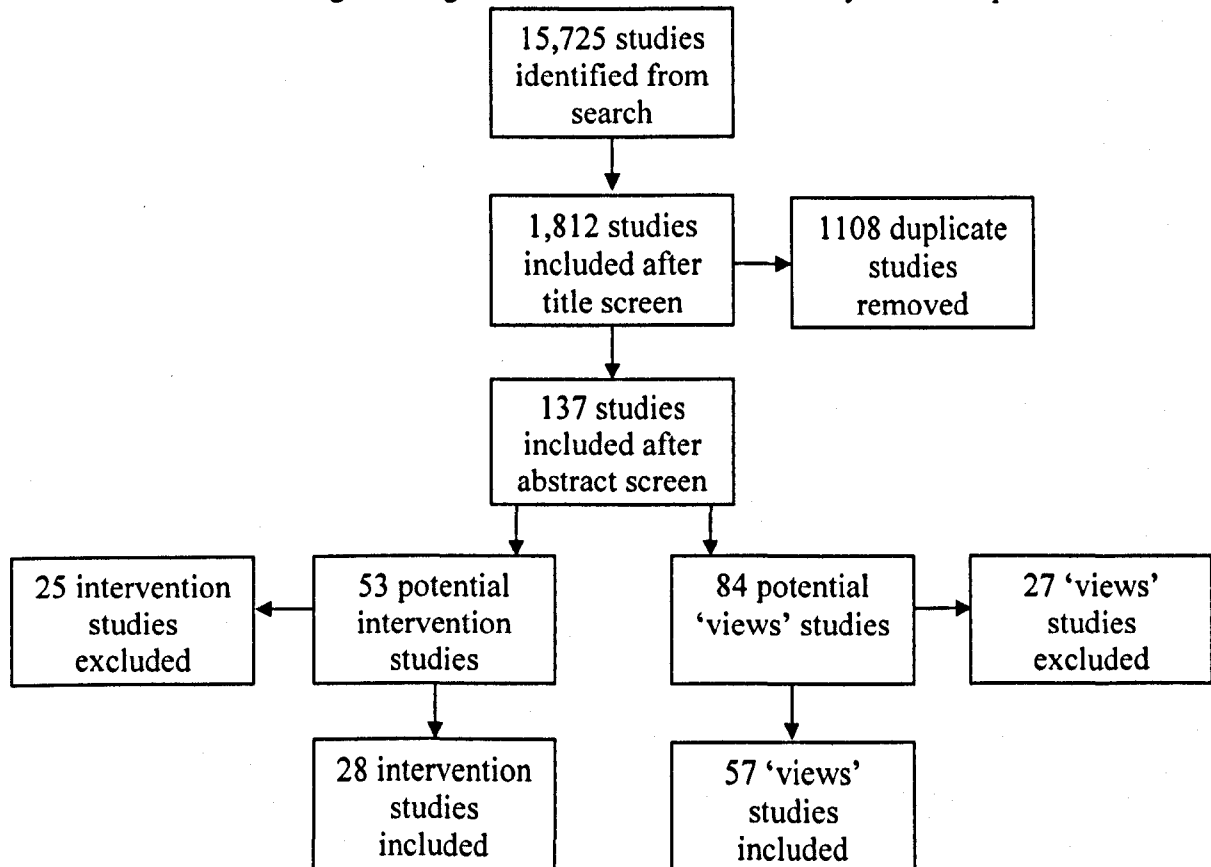 15,725 studies
identified from
search
1,812 studies
included after
title screen
1108 duplicate
studies
removed
137 studies
included after
abstract screen
25 intervention
studies
excluded
53 potential
intervention
studies
84 potential
‘views’ studies
27 ‘views’
studies
excluded
28 intervention
studies
included
57 ‘views’
studies
included